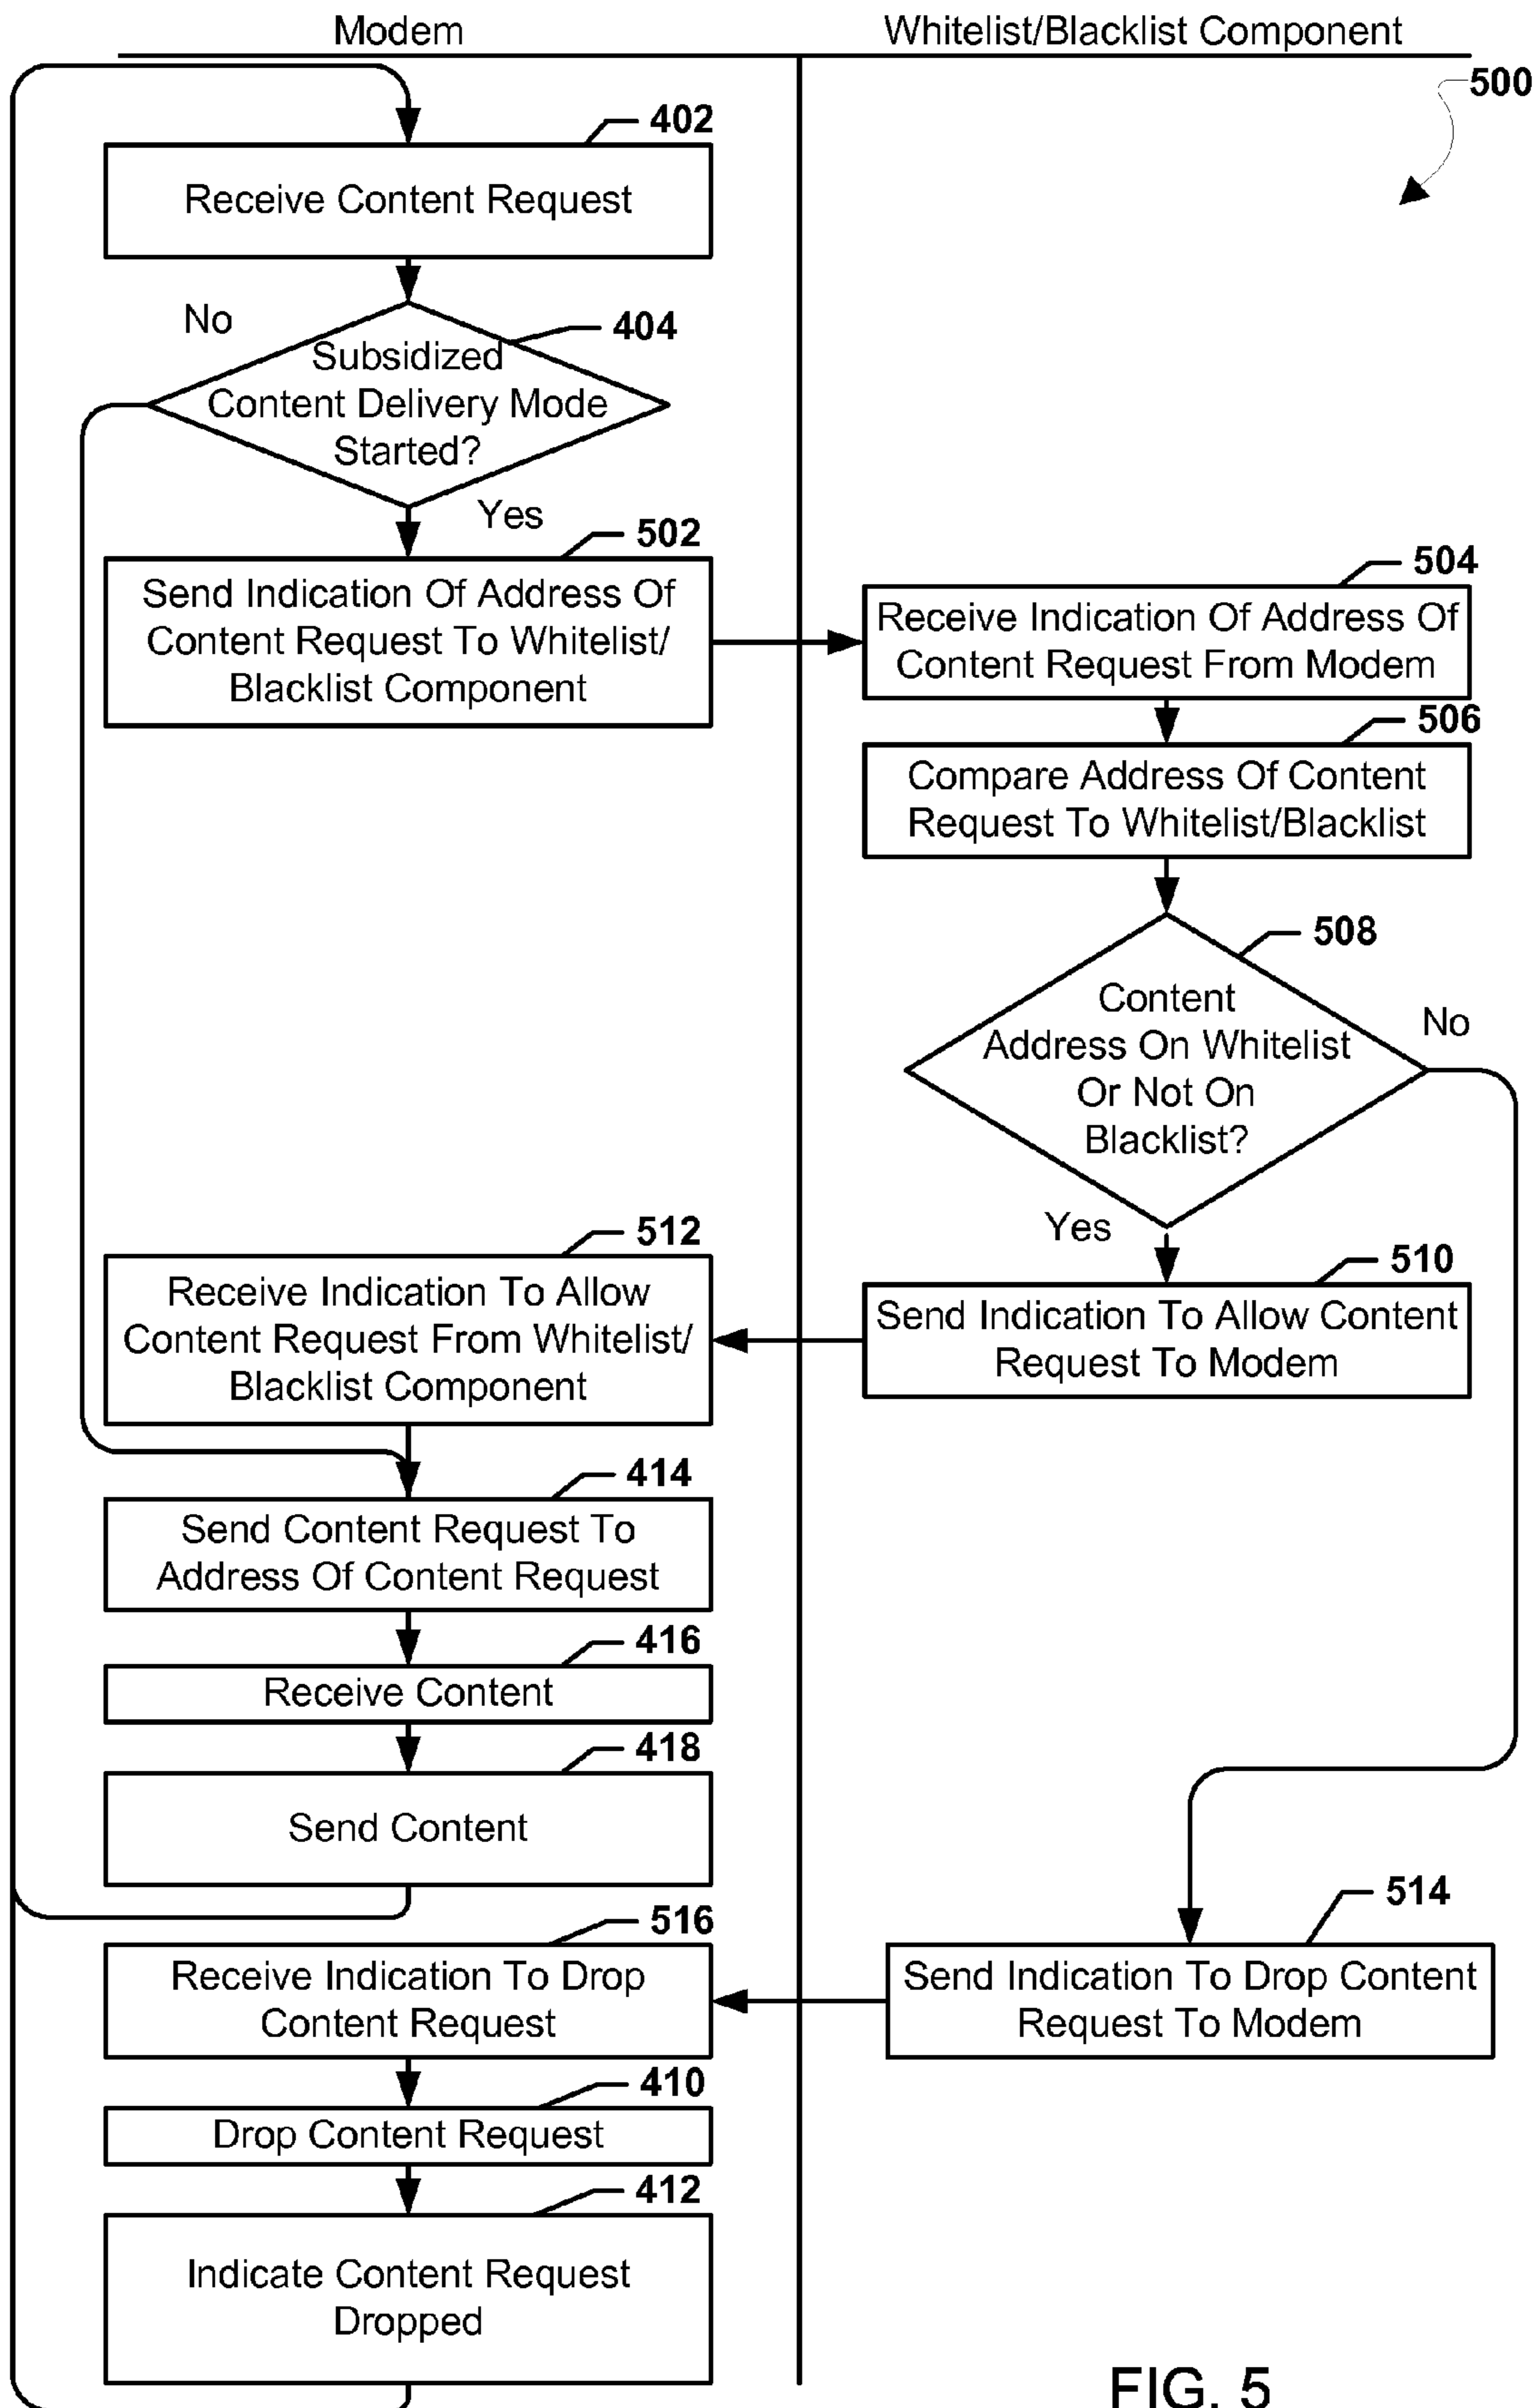 Modem
Whitelist/Blacklist Component
500
402
Receive Content Request
No
404
Subsidized
Content Delivery Mode
Started?
Yes
502
Send Indication Of Address Of
Content Request To Whitelist/
Blacklist Component
504
Receive Indication Of Address Of
Content Request From Modem
506
Compare Address Of Content
Request To Whitelist/Blacklist
508
Content
Address On Whitelist
Or Not On
Blacklist?
No
Yes
510
Send Indication To Allow Content
Request To Modem
512
Receive Indication To Allow
Content Request From Whitelist/
Blacklist Component
414
Send Content Request To
Address Of Content Request
416
Receive Content
418
Send Content
514
Send Indication To Drop Content
Request To Modem
516
Receive Indication To Drop
Content Request
410
Drop Content Request
412
Indicate Content Request
Dropped
FIG. 5